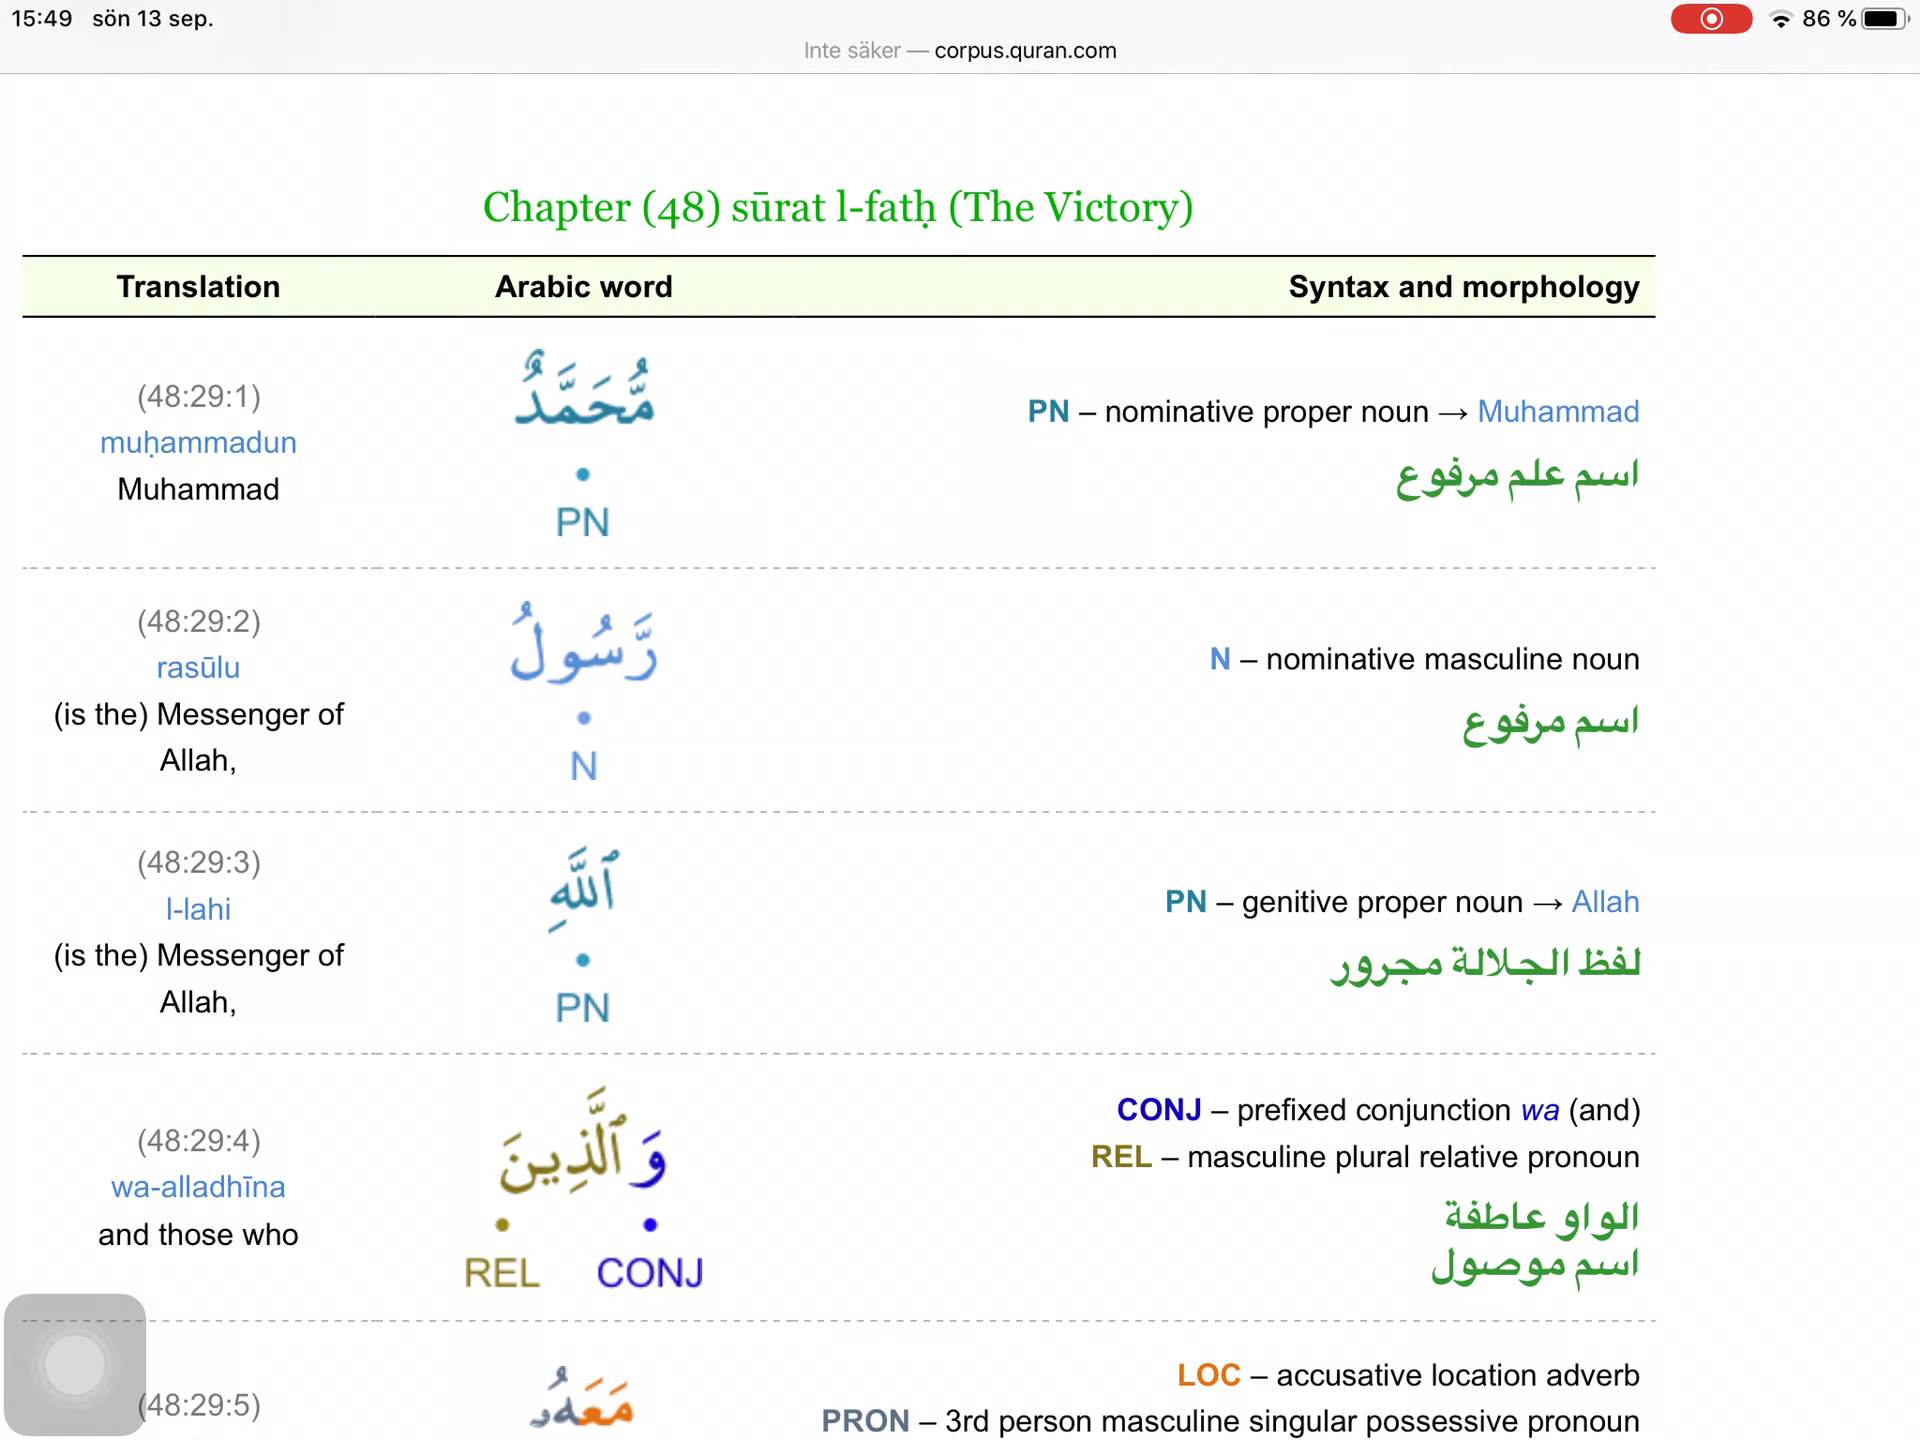 15:49 sön 13 sep.
86 %
Inte säker — corpus.quran.com
Chapter (48) sūrat l-fatḥ (The Victory)
Translation Arabic word Syntax and morphology
(48:29:1)
muḥammadun
Muhammad
مُّحَمَّدٌ
PN
PN – nominative proper noun → Muhammad
اسم علم مرفوع
(48:29:2)
rasūlu
(is the) Messenger of
Allah,
رَّسُولُ
N
N – nominative masculine noun
اسم مرفوع
(48:29:3)
l-lahi
(is the) Messenger of
Allah,
ٱللَّهِ
PN
PN – genitive proper noun → Allah
لفظ الجلالة مجرور
(48:29:4)
wa-alladhīna
and those who
وَٱلَّذِينَ
REL CONJ
CONJ – prefixed conjunction wa (and)
REL – masculine plural relative pronoun
الواو عاطفة
اسم موصول
(48:29:5)
مَعَهُۥ
LOC – accusative location adverb
PRON – 3rd person masculine singular possessive pronoun